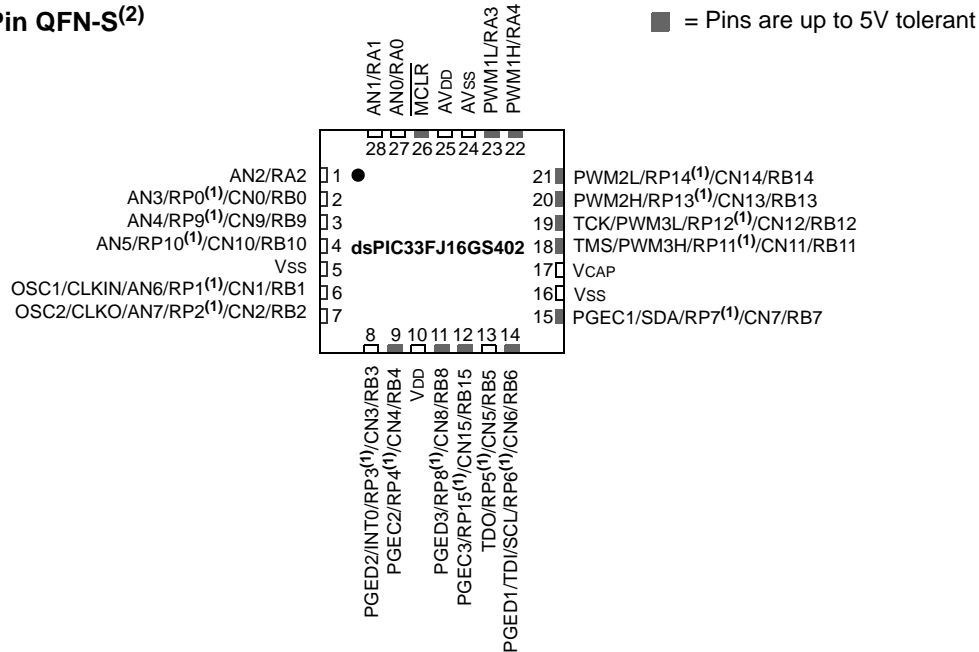 Pin QFN-S(2)
= Pins are up to 5V tolerant
AN1/RA1
AN0/RA0
MCLR
AVDD
AVSS
PWM1L/RA3
PWM1H/RA4
28 27 26 25 24 23 22
AN2/RA2 1
AN3/RP0(1)/CN0/RB0 2
AN4/RP9(1)/CN9/RB9 3
AN5/RP10(1)/CN10/RB10 4
VSS 5
OSC1/CLKIN/AN6/RP1(1)/CN1/RB1 6
OSC2/CLKO/AN7/RP2(1)/CN2/RB2 7
dsPIC33FJ16GS402
21 PWM2L/RP14(1)/CN14/RB14
20 PWM2H/RP13(1)/CN13/RB13
19 TCK/PWM3L/RP12(1)/CN12/RB12
18 TMS/PWM3H/RP11(1)/CN11/RB11
17 VCAP
16 VSS
15 PGEC1/SDA/RP7(1)/CN7/RB7
8 9 10 11 12 13 14
PGED2/INT0/RP3(1)/CN3/RB3
PGEC2/RP4(1)/CN4/RB4
VDD
PGED3/RP8(1)/CN8/RB8
PGEC3/RP15(1)/CN15/RB15
TDO/RP5(1)/CN5/RB5
PGED1/TDI/SCL/RP6(1)/CN6/RB6